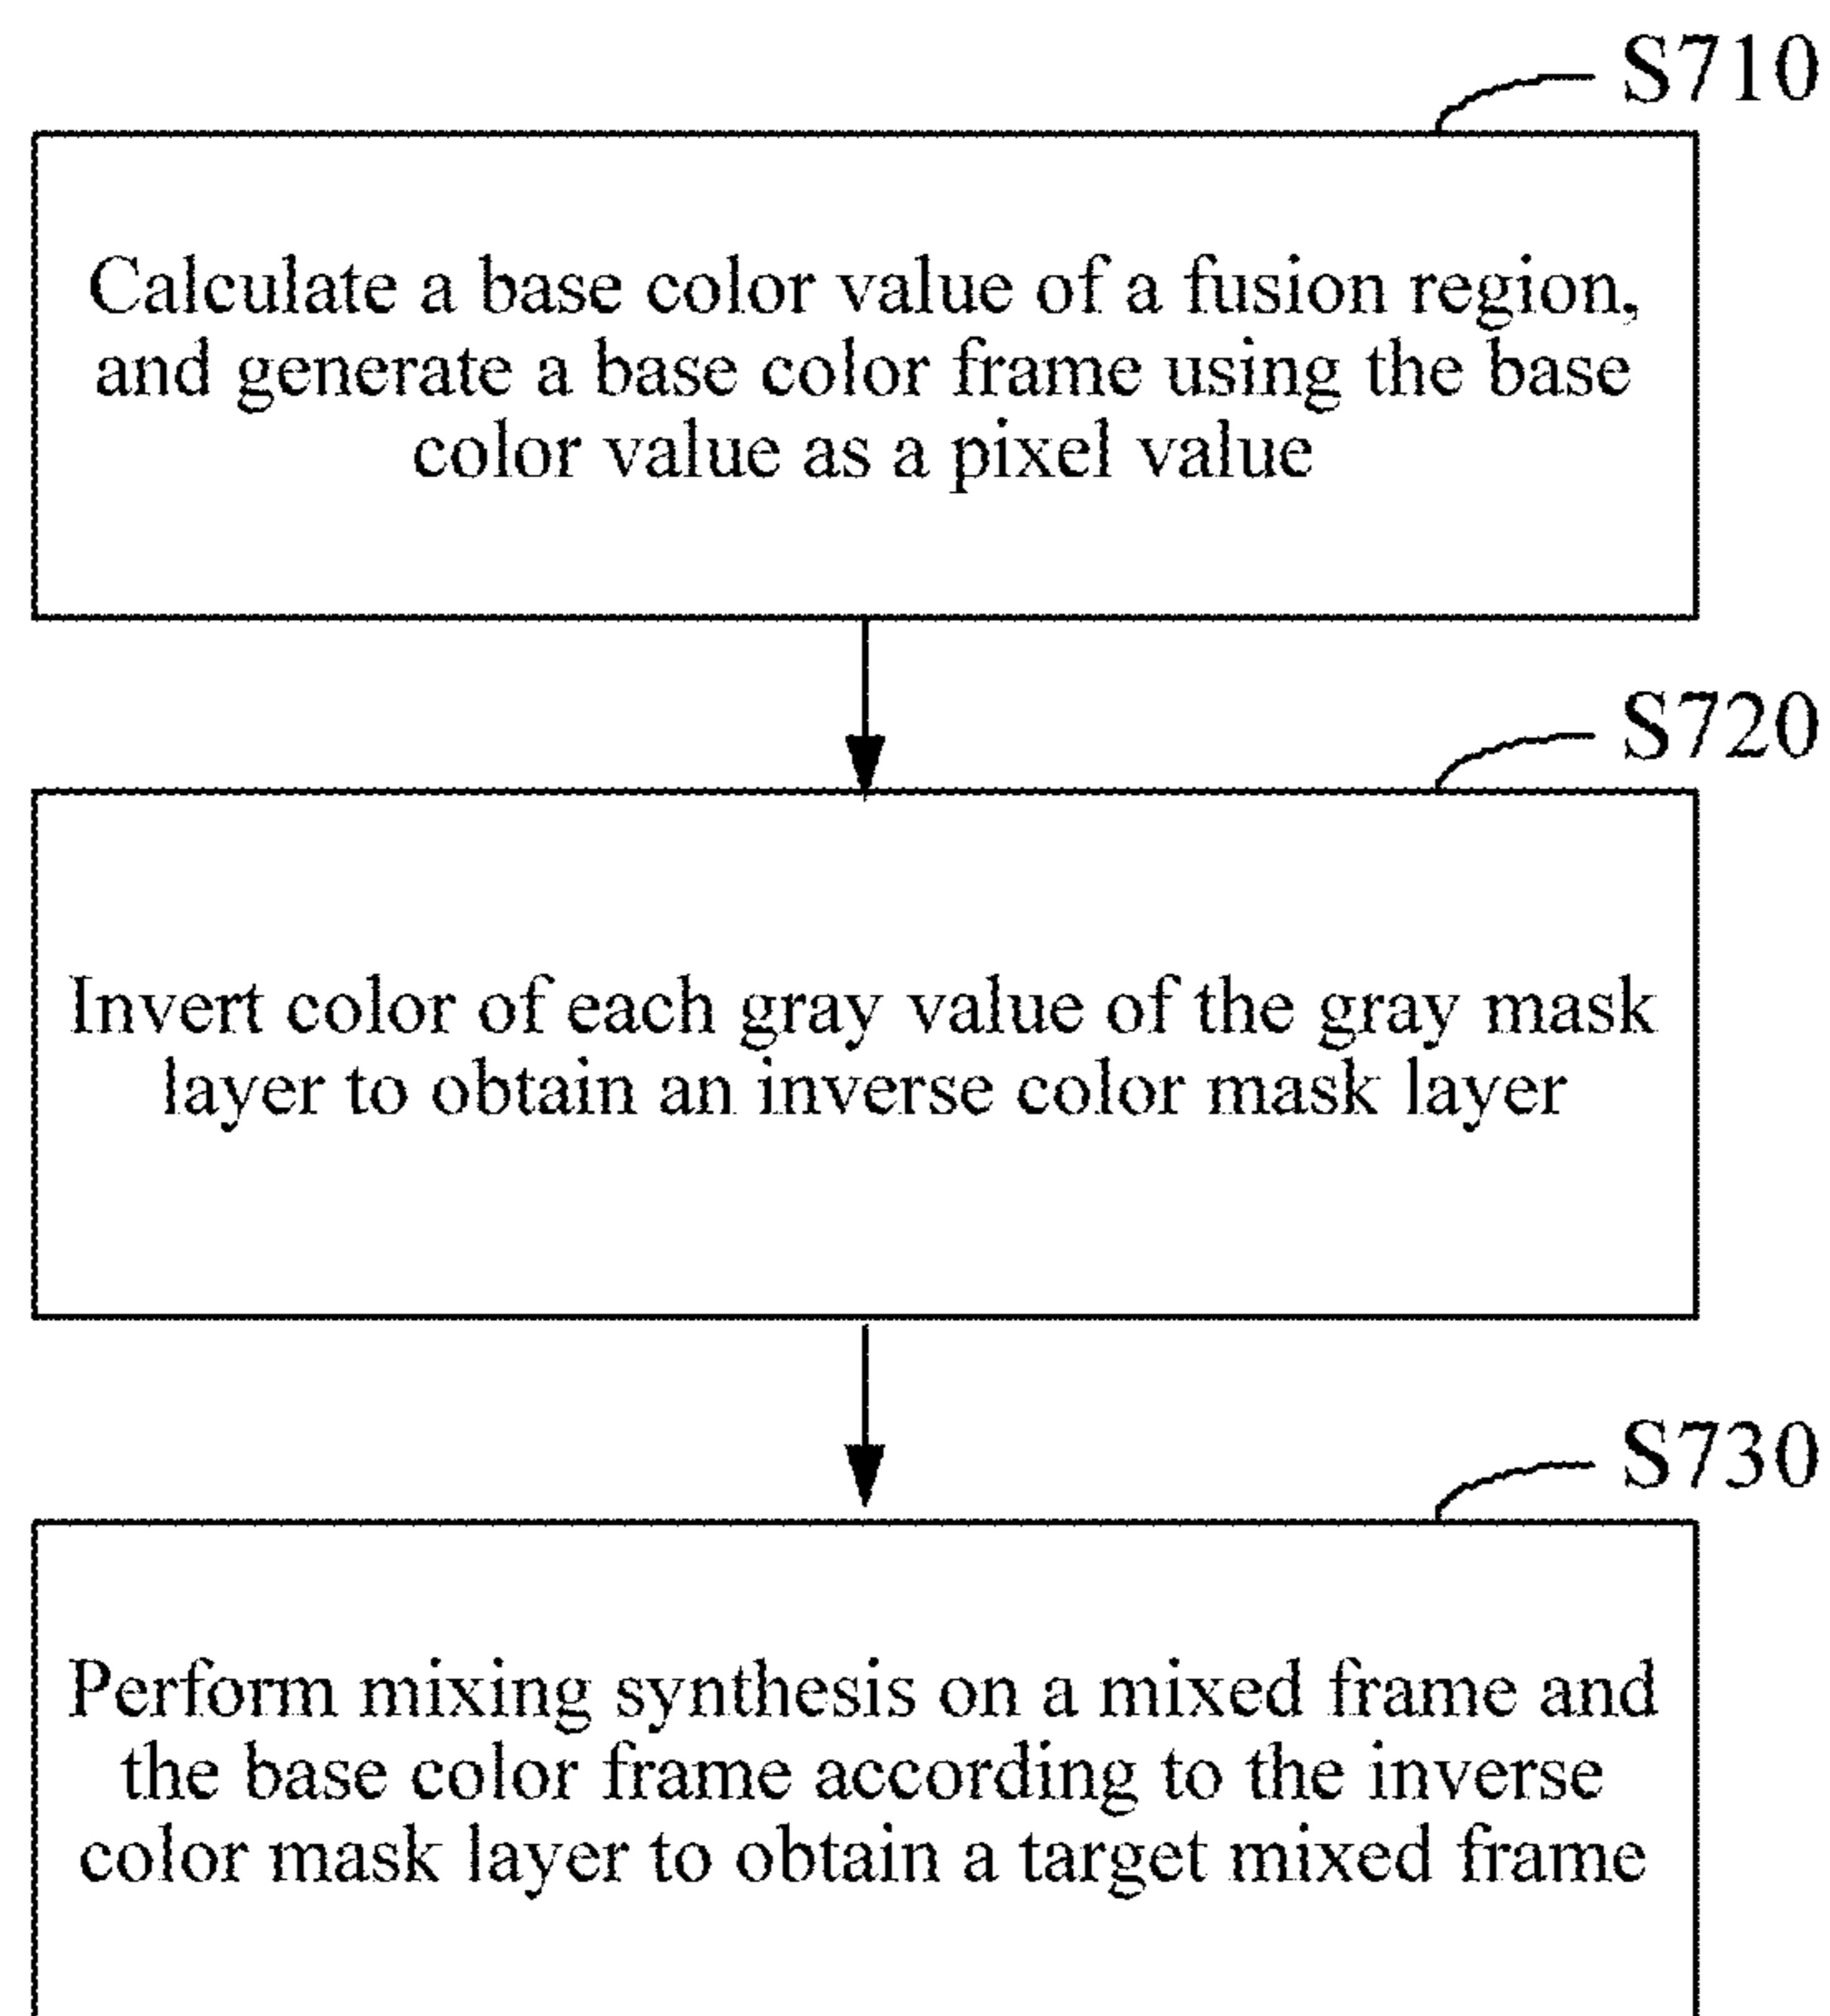 S710
Calculate a base color value of a fusion region,
and generate a base color frame using the base
color value as a pixel value
S720
Invert color of each gray value of the gray mask
layer to obtain an inverse color mask layer
S730
Perform mixing synthesis on a mixed frame and
the base color frame according to the inverse
color mask layer to obtain a target mixed frame